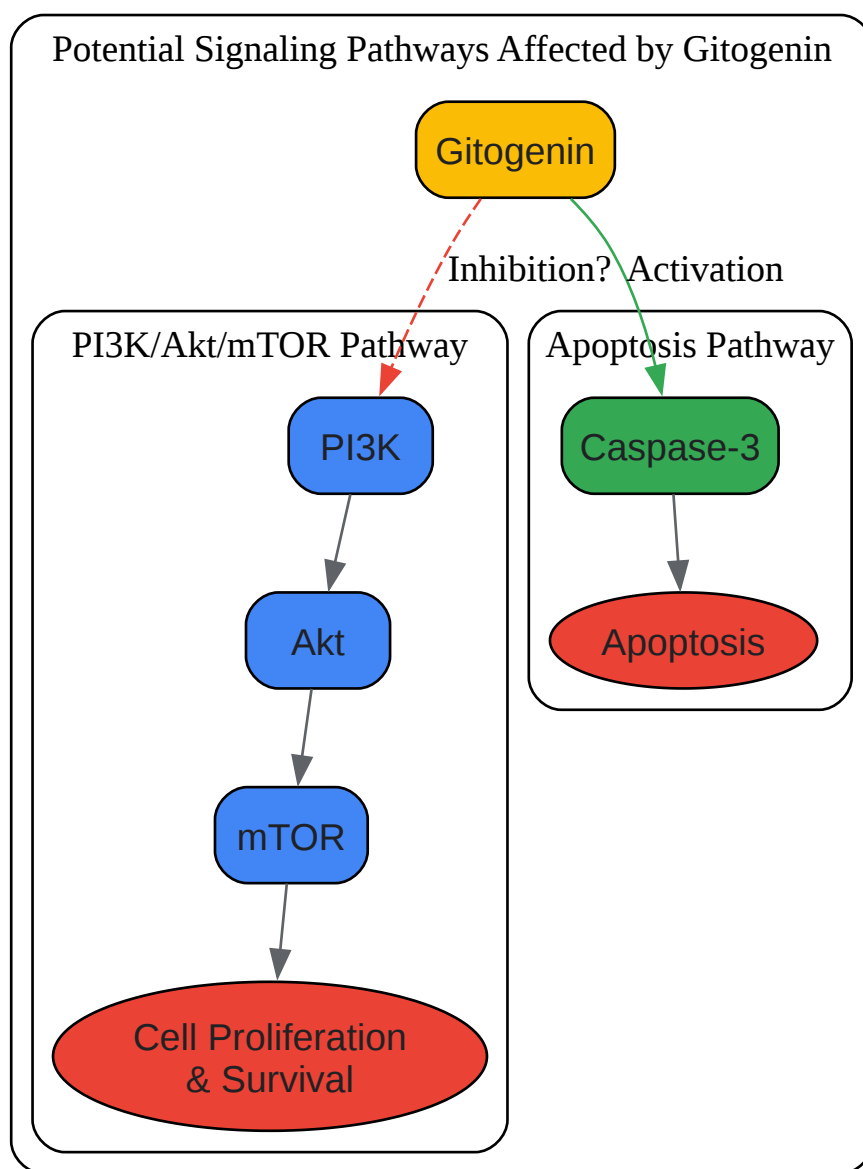 Potential Signaling Pathways Affected by Gitogenin
Gitogenin
Inhibition?
Activation
PI3K/Akt/mTOR Pathway
PI3K
Akt
mTOR
Cell Proliferation
& Survival
Apoptosis Pathway
Caspase-3
Apoptosis